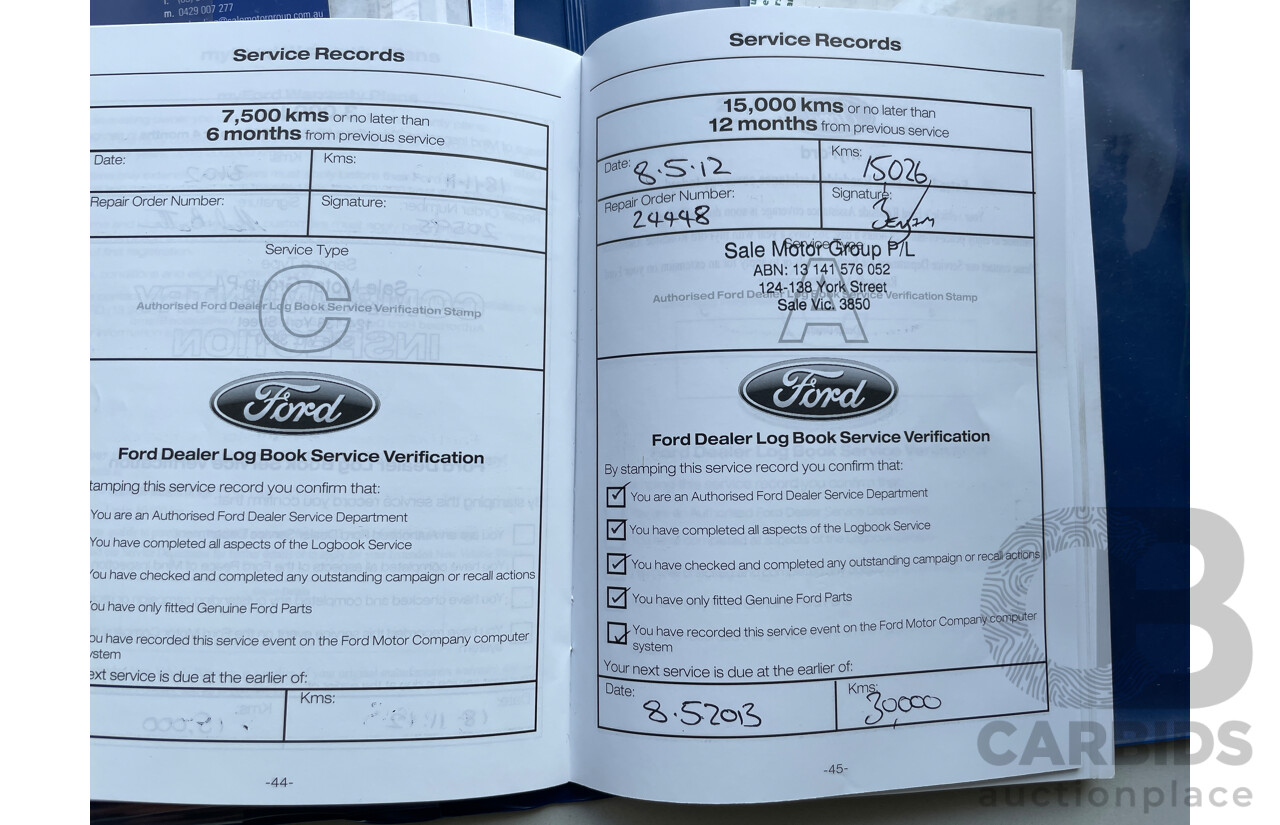 m. 0429 007 277
Service Records
7,500 kms or no later than
6 months from previous service
Date:
Kms:
Repair Order Number:
Signature:
Service Type
C
Authorised Ford Dealer Log Book Service Verification Stamp
Ford
Ford Dealer Log Book Service Verification
tamping this service record you confirm that:
You are an Authorised Ford Dealer Service Department
You have completed all aspects of the Logbook Service
You have checked and completed any outstanding campaign or recall actions
You have only fitted Genuine Ford Parts
ou have recorded this service event on the Ford Motor Company computer
ystem
ext service is due at the earlier of:
Kms:
-44-
Service Records
15,000 kms or no later than
12 months from previous service
Date: 8.5.12
Kms: 15026
Repair Order Number:
24448
Signature:
Service Type
Sale Motor Group P/L
ABN: 13 141 576 052
124-138 York Street
Sale Vic. 3850
A
Authorised Ford Dealer Log Book Service Verification Stamp
Ford
Ford Dealer Log Book Service Verification
By stamping this service record you confirm that:
You are an Authorised Ford Dealer Service Department
You have completed all aspects of the Logbook Service
You have checked and completed any outstanding campaign or recall actions
You have only fitted Genuine Ford Parts
You have recorded this service event on the Ford Motor Company computer
system
Your next service is due at the earlier of:
Date:
8.5.2013
Kms:
30,000
-45-
CB
CARBIDS
auctionplace